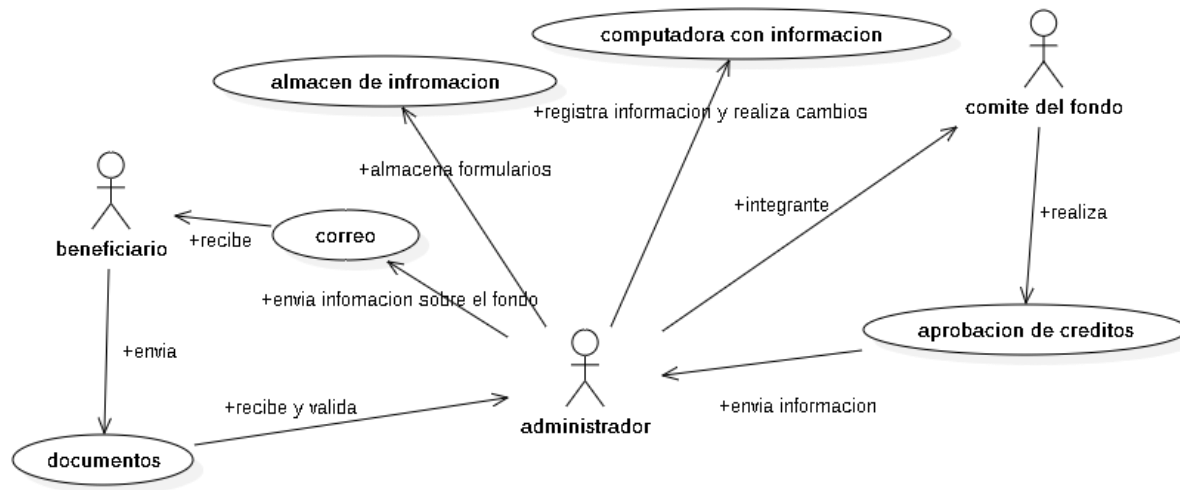 computadora con informacion
almacen de infromacion
+registra informacion y realiza cambios
comite del fondo
+almacena formularios
+integrante
+realiza
beneficiario
+recibe
correo
+envia infomacion sobre el fondo
aprobacion de creditos
+envia
+recibe y valida
+envia informacion
administrador
documentos